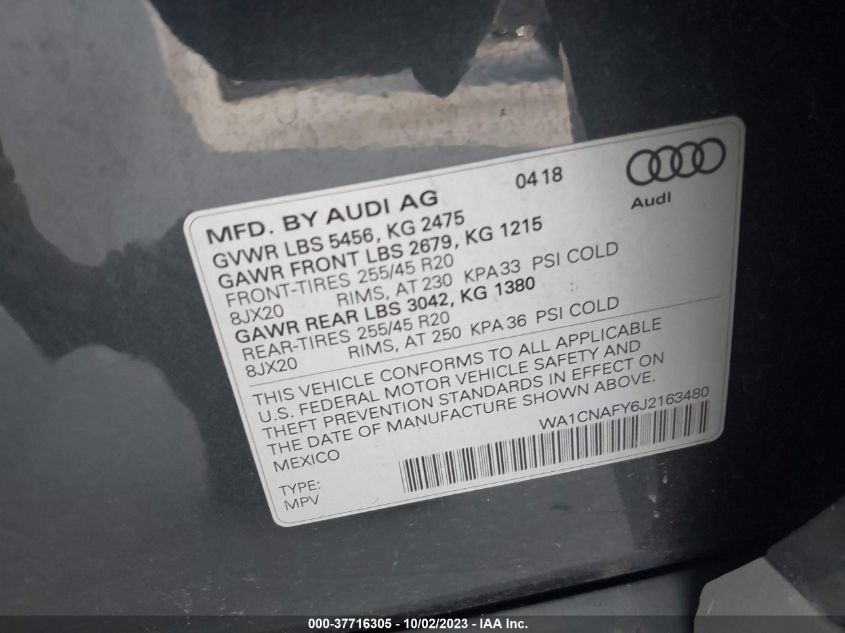 0418
Audi
MFD. BY AUDI AG
GVWR LBS 5456, KG 2475
GAWR FRONT LBS 2679, KG 1215
FRONT-TIRES 255/45 R20
8JX20 RIMS, AT 230 KPA33 PSI COLD
GAWR REAR LBS 3042, KG 1380
REAR-TIRES 255/45 R20
8JX20 RIMS, AT 250 KPA36 PSI COLD
THIS VEHICLE CONFORMS TO ALL APPLICABLE
U.S. FEDERAL MOTOR VEHICLE SAFETY AND
THEFT PREVENTION STANDARDS IN EFFECT ON
THE DATE OF MANUFACTURE SHOWN ABOVE.
MEXICO
WA1CNAFY6J2163480
TYPE:
MPV
000-37716305 - 10/02/2023 - IAA Inc.